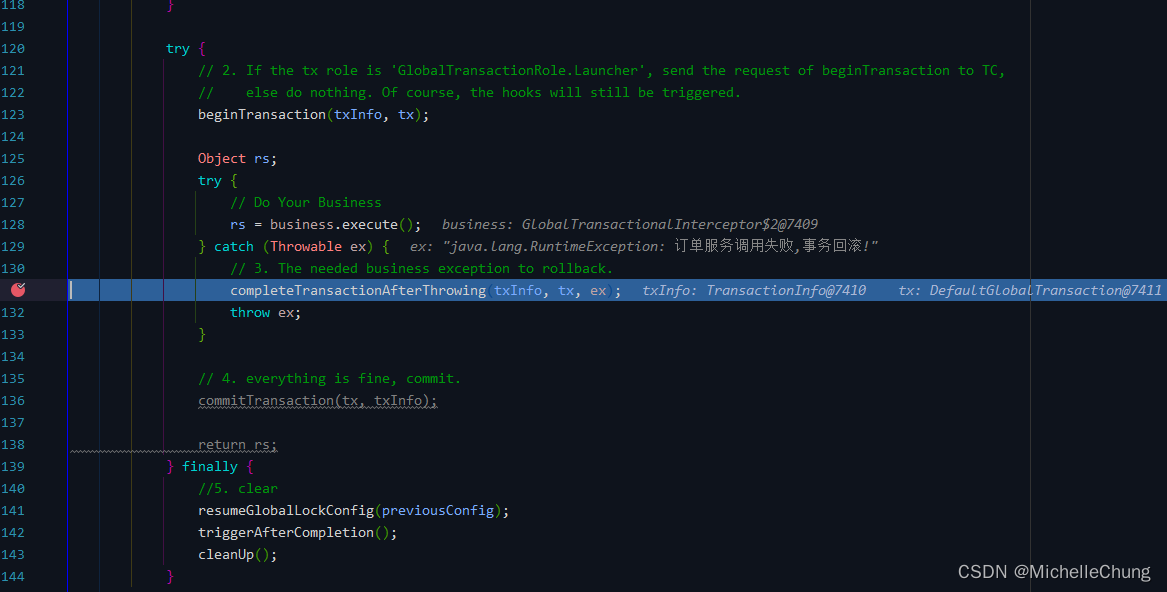 118 }
119
120 try {
121 // 2. If the tx role is 'GlobalTransactionRole.Launcher', send the request of beginTransaction to TC,
122 //    else do nothing. Of course, the hooks will still be triggered.
123 beginTransaction(txInfo, tx);
124
125 Object rs;
126 try {
127 // Do Your Business
128 rs = business.execute(); business: GlobalTransactionalInterceptor$2@7409
129 } catch (Throwable ex) { ex: "java.lang.RuntimeException: 订单服务调用失败,事务回滚!"
130 // 3. The needed business exception to rollback.
completeTransactionAfterThrowing(txInfo, tx, ex); txInfo: TransactionInfo@7410 tx: DefaultGlobalTransaction@7411
132 throw ex;
133 }
134
135 // 4. everything is fine, commit.
136 commitTransaction(tx, txInfo);
137
138 return rs;
139 } finally {
140 //5. clear
141 resumeGlobalLockConfig(previousConfig);
142 triggerAfterCompletion();
143 cleanUp();
144 }
CSDN @MichelleChung